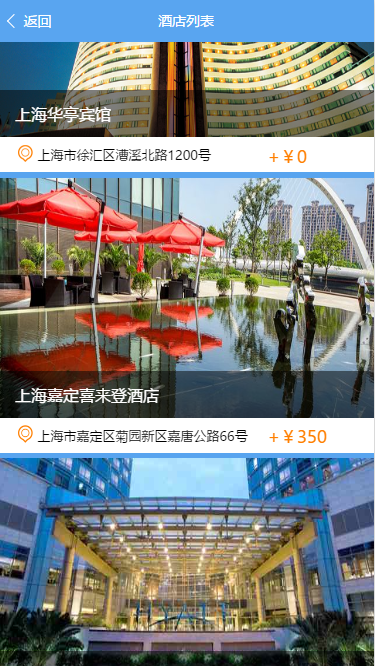 返回
酒店列表
上海华亭宾馆
上海市徐汇区漕溪北路1200号
+￥0
上海嘉定喜来登酒店
上海市嘉定区菊园新区嘉唐公路66号
+￥350